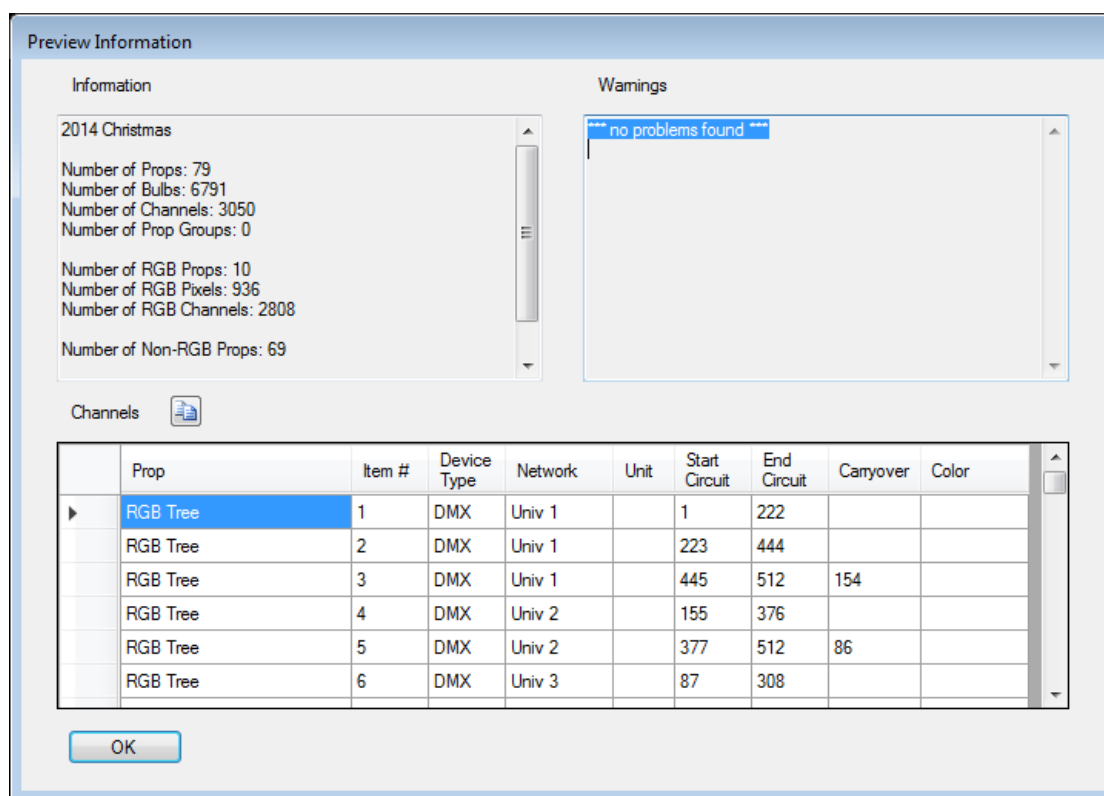 Preview Information
Information
Warnings
2014 Christmas
Number of Props: 79
Number of Bulbs: 6791
Number of Channels: 3050
Number of Prop Groups: 0
Number of RGB Props: 10
Number of RGB Pixels: 936
Number of RGB Channels: 2808
Number of Non-RGB Props: 69
*** no problems found ***
Channels
Prop Item # Device Type Network Unit Start Circuit End Circuit Carryover Color
RGB Tree 1 DMX Univ 1 1 222
RGB Tree 2 DMX Univ 1 223 444
RGB Tree 3 DMX Univ 1 445 512 154
RGB Tree 4 DMX Univ 2 155 376
RGB Tree 5 DMX Univ 2 377 512 86
RGB Tree 6 DMX Univ 3 87 308
OK